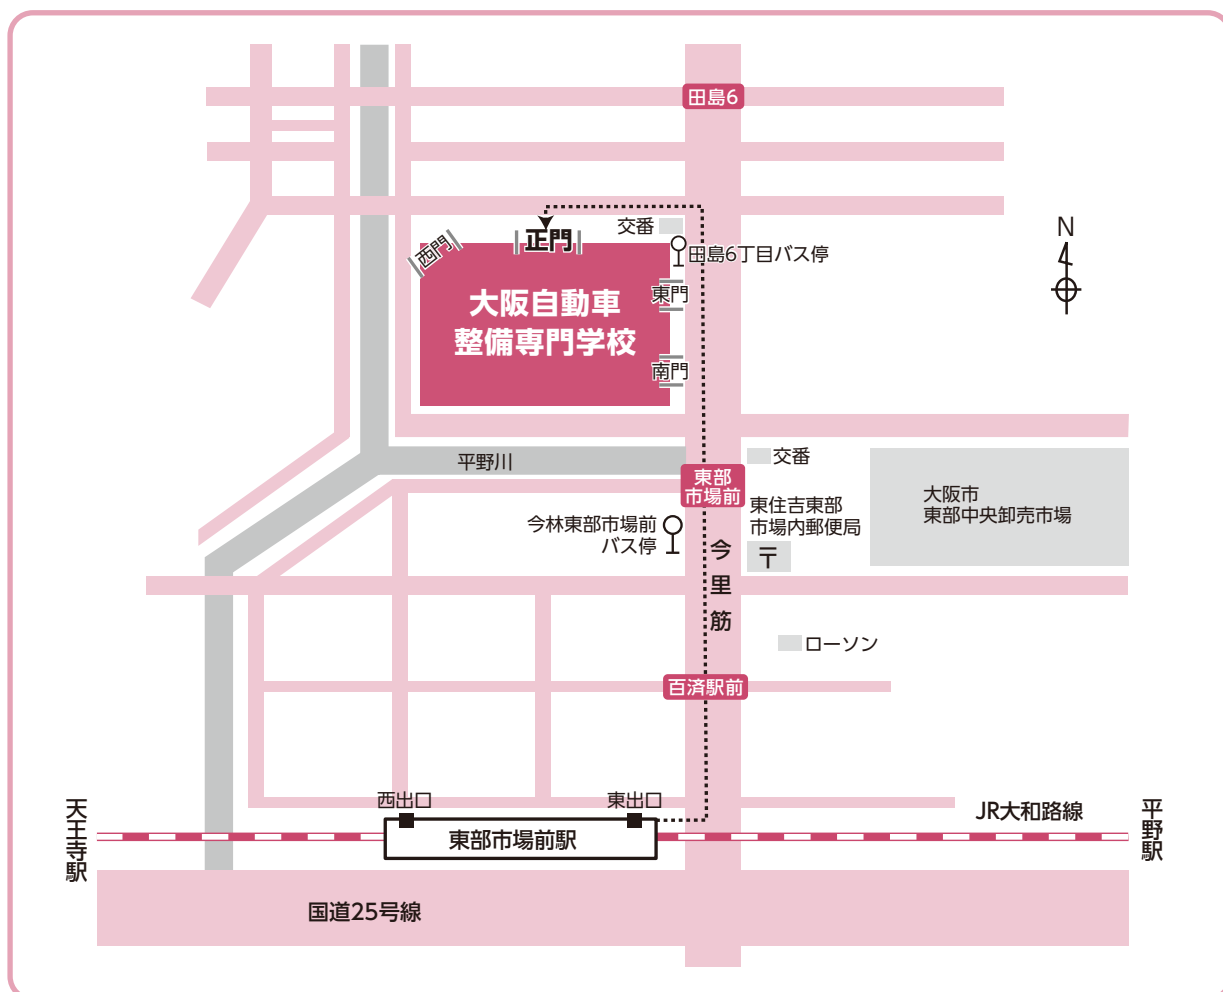 田島6
N
交番
正門
西門
田島6丁目バス停
大阪自動車
整備専門学校
東門
南門
平野川
交番
東部
市場前
大阪市
東部中央卸売市場
東住吉東部
市場内郵便局
〒
今林東部市場前
バス停
今里筋
ローソン
百済駅前
西出口
東出口
天王寺駅
JR大和路線
平野駅
東部市場前駅
国道25号線